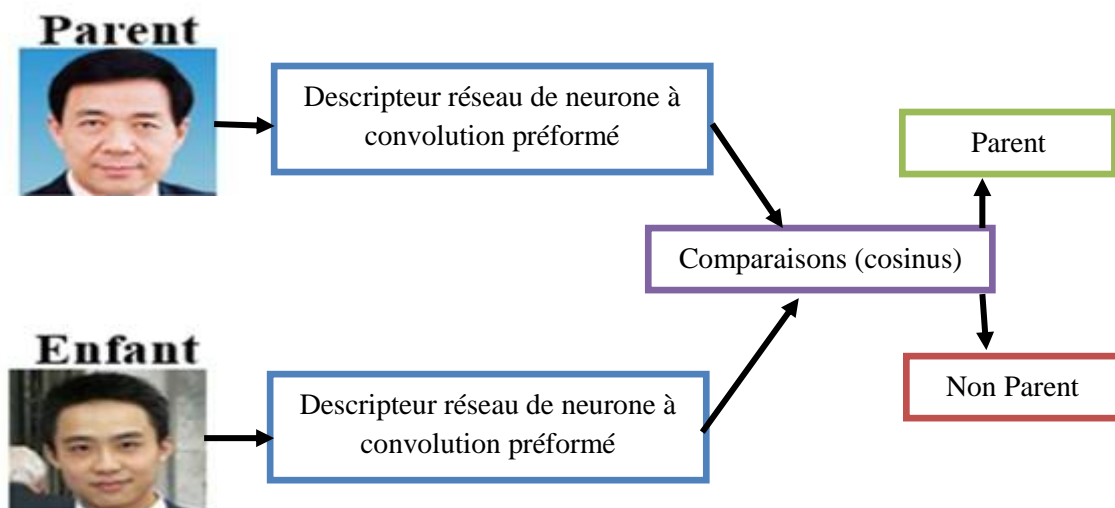 Parent
Descripteur réseau de neurone à
convolution préformé
Parent
Comparaisons (cosinus)
Enfant
Descripteur réseau de neurone à
convolution préformé
Non Parent